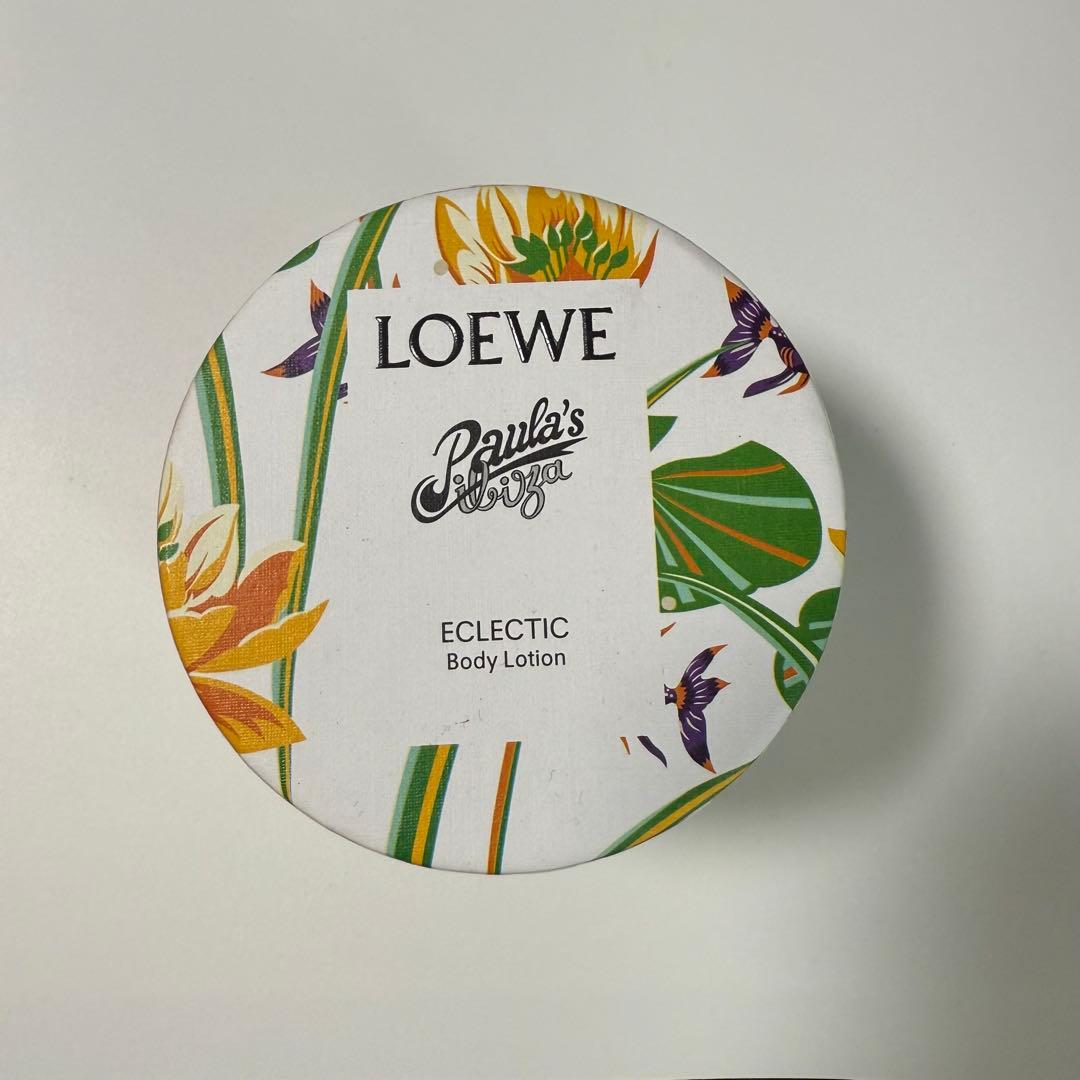 LOEWE
Paula's
ibiza
ECLECTIC
Body Lotion